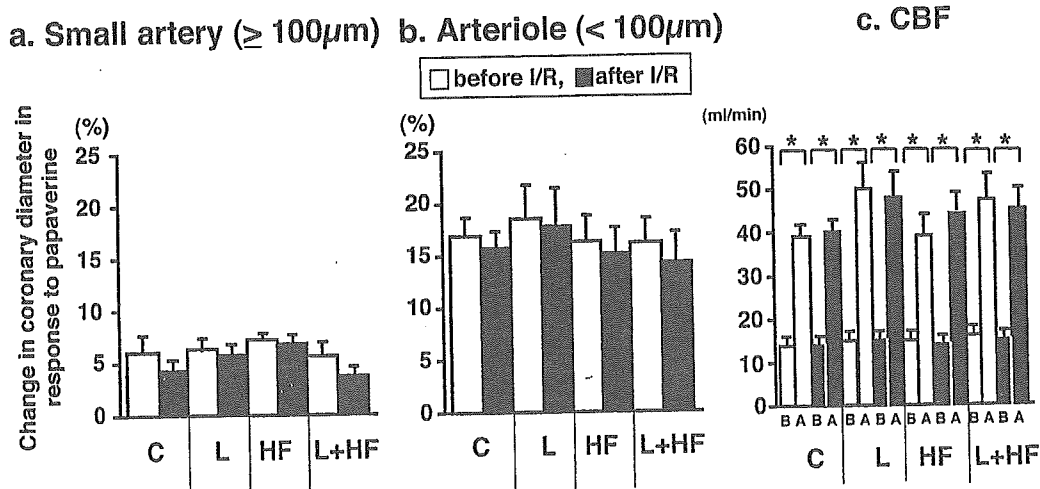 a. Small artery (≥ 100μm)
b. Arteriole (< 100μm)
c. CBF
before I/R, after I/R
Change in coronary diameter in
response to papaverine
(%)
25
20
15
10
5
0
C L HF L+HF
(%)
25
20
15
10
5
0
C L HF L+HF
(ml/min)
60
50
40
30
20
10
0
* * * * * * * *
B A B A B A B A B A B A B A B A
C L HF L+HF